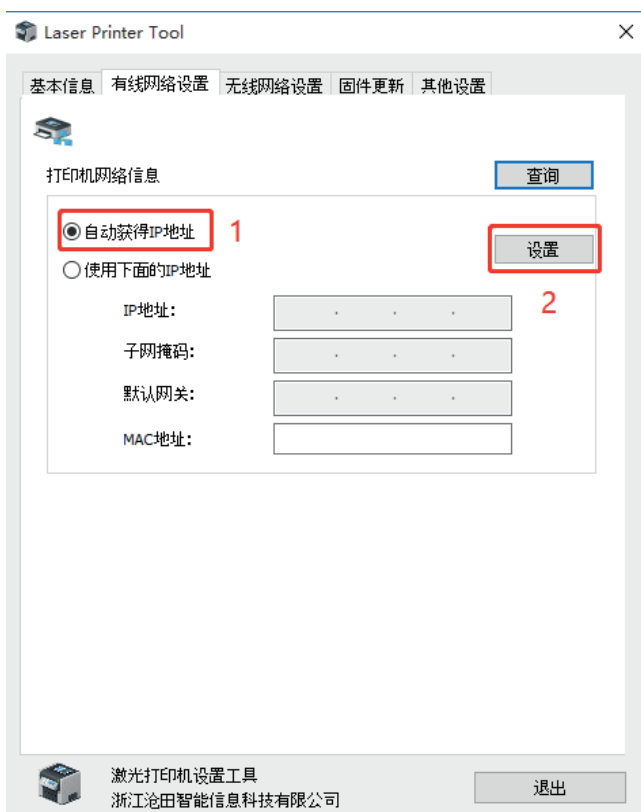 Laser Printer Tool
基本信息 有线网络设置 无线网络设置 固件更新 其他设置
打印机网络信息 查询
自动获得IP地址 1 设置
使用下面的IP地址 2
IP地址:
子网掩码:
默认网关:
MAC地址:
激光打印机设置工具
浙江沧田智能信息科技有限公司
退出